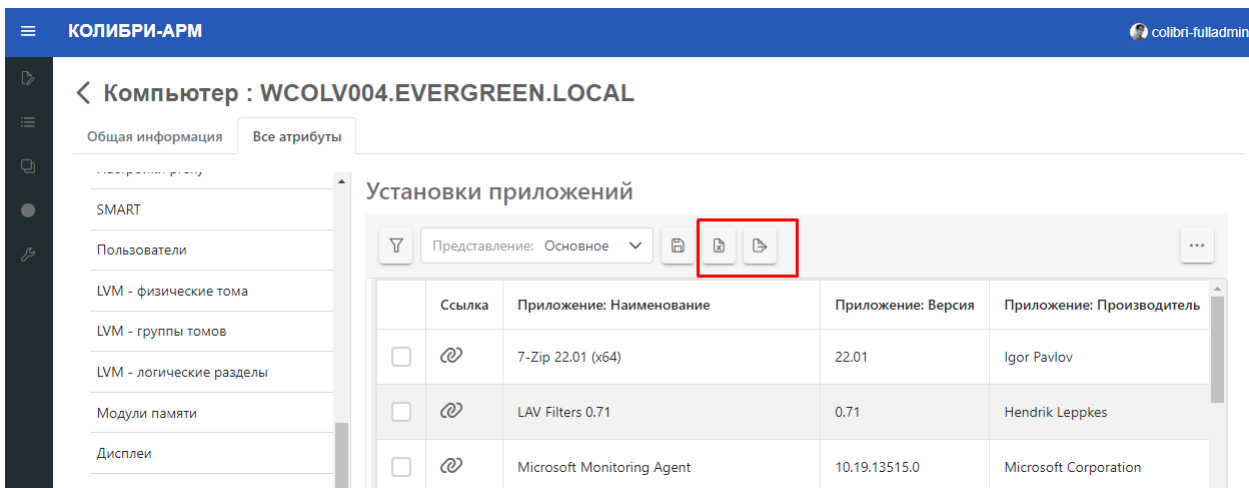 КОЛИБРИ-АРМ
colibri-fulladmin
Компьютер : WCOLV004.EVERGREEN.LOCAL
Общая информация Все атрибуты
Настройки proxy
SMART
Пользователи
LVM - физические тома
LVM - группы томов
LVM - логические разделы
Модули памяти
Дисплеи
Установки приложений
Представление: Основное
Ссылка Приложение: Наименование Приложение: Версия Приложение: Производитель
7-Zip 22.01 (x64) 22.01 Igor Pavlov
LAV Filters 0.71 0.71 Hendrik Leppkes
Microsoft Monitoring Agent 10.19.13515.0 Microsoft Corporation